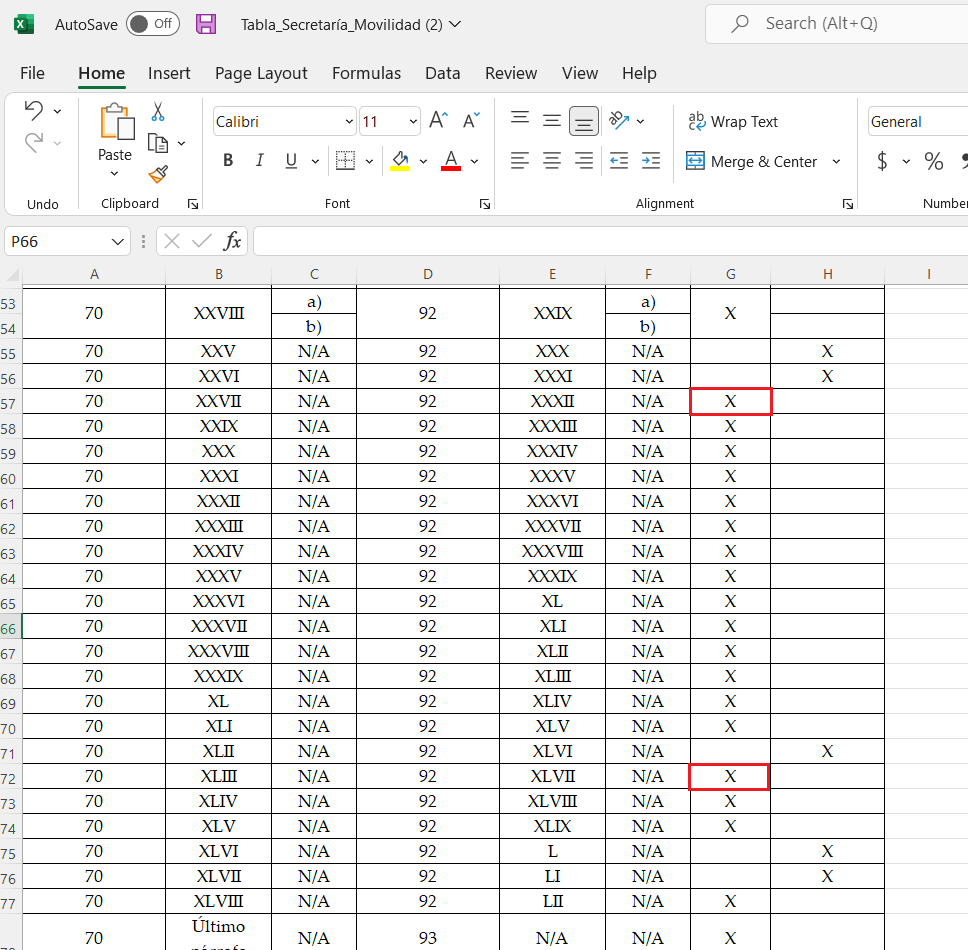 AutoSave Off Tabla_Secretaría_Movilidad (2) Search (Alt+Q)
File Home Insert Page Layout Formulas Data Review View Help
Calibri 11 Wrap Text General
Paste B I U A Merge & Center $ %
Undo Clipboard Font Alignment Number
P66 fx
A B C D E F G H I
53 70 XXVIII a) 92 XXIX a) X
54 b) b)
55 70 XXV N/A 92 XXX N/A X
56 70 XXVI N/A 92 XXXI N/A X
57 70 XXVII N/A 92 XXXII N/A X
58 70 XXIX N/A 92 XXXIII N/A X
59 70 XXX N/A 92 XXXIV N/A X
60 70 XXXI N/A 92 XXXV N/A X
61 70 XXXII N/A 92 XXXVI N/A X
62 70 XXXIII N/A 92 XXXVII N/A X
63 70 XXXIV N/A 92 XXXVIII N/A X
64 70 XXXV N/A 92 XXXIX N/A X
65 70 XXXVI N/A 92 XL N/A X
66 70 XXXVII N/A 92 XLI N/A X
67 70 XXXVIII N/A 92 XLII N/A X
68 70 XXXIX N/A 92 XLIII N/A X
69 70 XL N/A 92 XLIV N/A X
70 70 XLI N/A 92 XLV N/A X
71 70 XLII N/A 92 XLVI N/A X
72 70 XLIII N/A 92 XLVII N/A X
73 70 XLIV N/A 92 XLVIII N/A X
74 70 XLV N/A 92 XLIX N/A X
75 70 XLVI N/A 92 L N/A X
76 70 XLVII N/A 92 LI N/A X
77 70 XLVIII N/A 92 LII N/A X
70 Último N/A 93 N/A N/A X